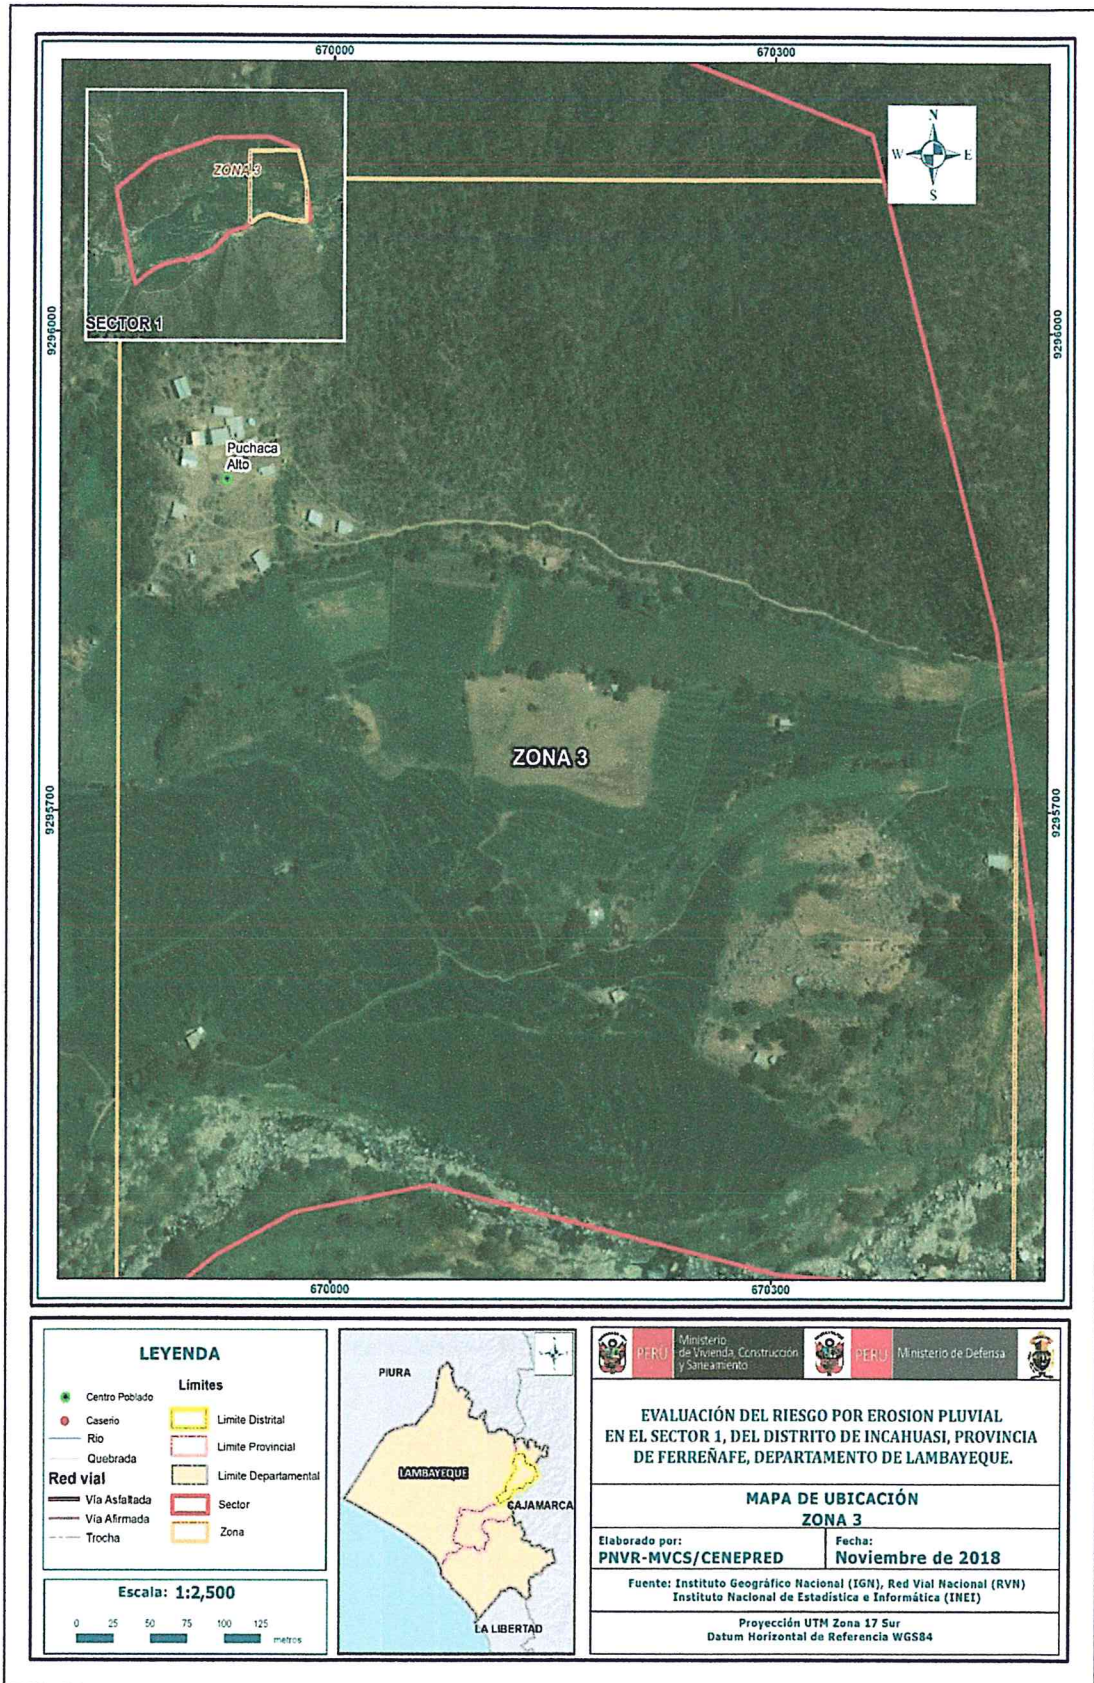 670000
670300
ZONA 3
SECTOR 1
N
W
E
S
9296000
9296000
Puchaca
Alto
ZONA 3
9295700
9295700
670000
670300
LEYENDA
Centro Poblado
Caserio
Rio
Quebrada
Red vial
Vía Asfaltada
Vía Afirmada
Trocha
Limites
Limite Distrital
Limite Provincial
Limite Departamental
Sector
Zona
Escala: 1:2,500
0 25 50 75 100 125
metros
PIURA
LAMBAYEQUE
CAJAMARCA
LA LIBERTAD
PERÚ
Ministerio
de Vivienda, Construcción
y Saneamiento
PERÚ
Ministerio de Defensa
EVALUACIÓN DEL RIESGO POR EROSION PLUVIAL
EN EL SECTOR 1, DEL DISTRITO DE INCAHUASI, PROVINCIA
DE FERREÑAFE, DEPARTAMENTO DE LAMBAYEQUE.
MAPA DE UBICACIÓN
ZONA 3
Elaborado por:
PNVR-MVCS/CENEPRED
Fecha:
Noviembre de 2018
Fuente: Instituto Geográfico Nacional (IGN), Red Vial Nacional (RVN)
Instituto Nacional de Estadística e Informática (INEI)
Proyección UTM Zona 17 Sur
Datum Horizontal de Referencia WGS84